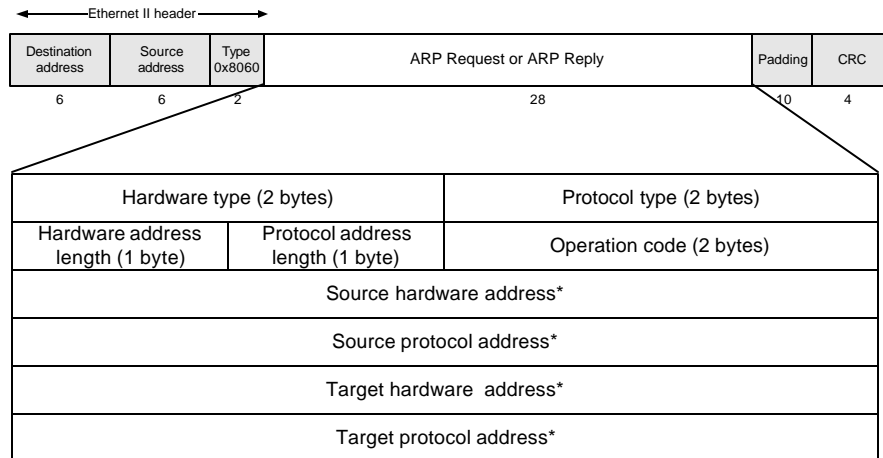 Ethernet II header
Destination
address
Source
address
Type
0x8060
ARP Request or ARP Reply
Padding
CRC
6
6
2
28
10
4
Hardware type (2 bytes)
Protocol type (2 bytes)
Hardware address
length (1 byte)
Protocol address
length (1 byte)
Operation code (2 bytes)
Source hardware address*
Source protocol address*
Target hardware address*
Target protocol address*